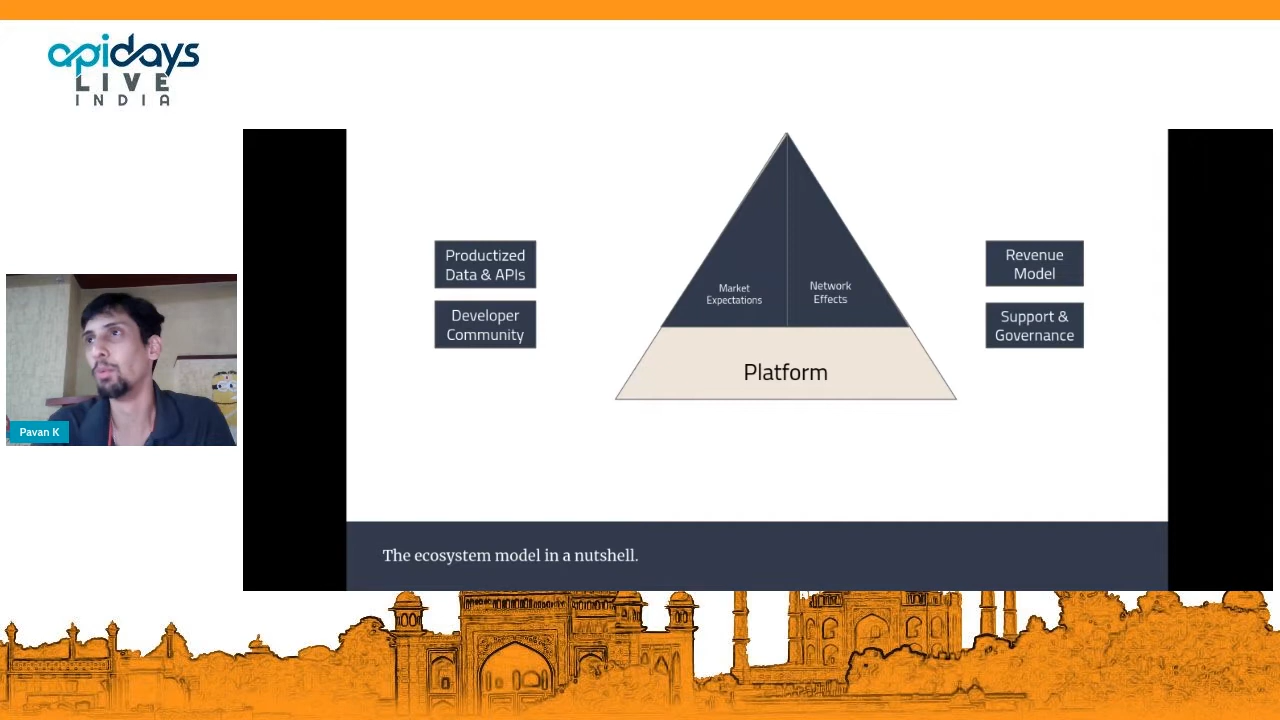 apidays
LIVE
INDIA
Productized
Data & APIs
Developer
Community
Market
Expectations
Network
Effects
Platform
Revenue
Model
Support &
Governance
Pavan K
The ecosystem model in a nutshell.